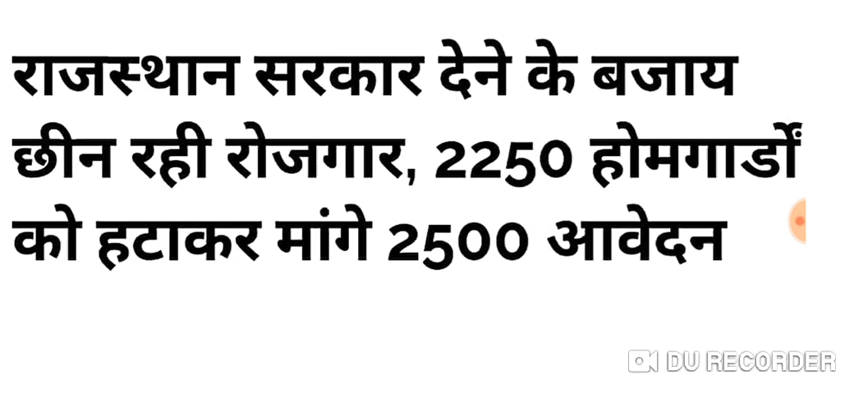 राजस्थान सरकार देने के बजाय
छीन रही रोजगार, 2250 होमगार्डों
को हटाकर मांगे 2500 आवेदन
DU RECORDER